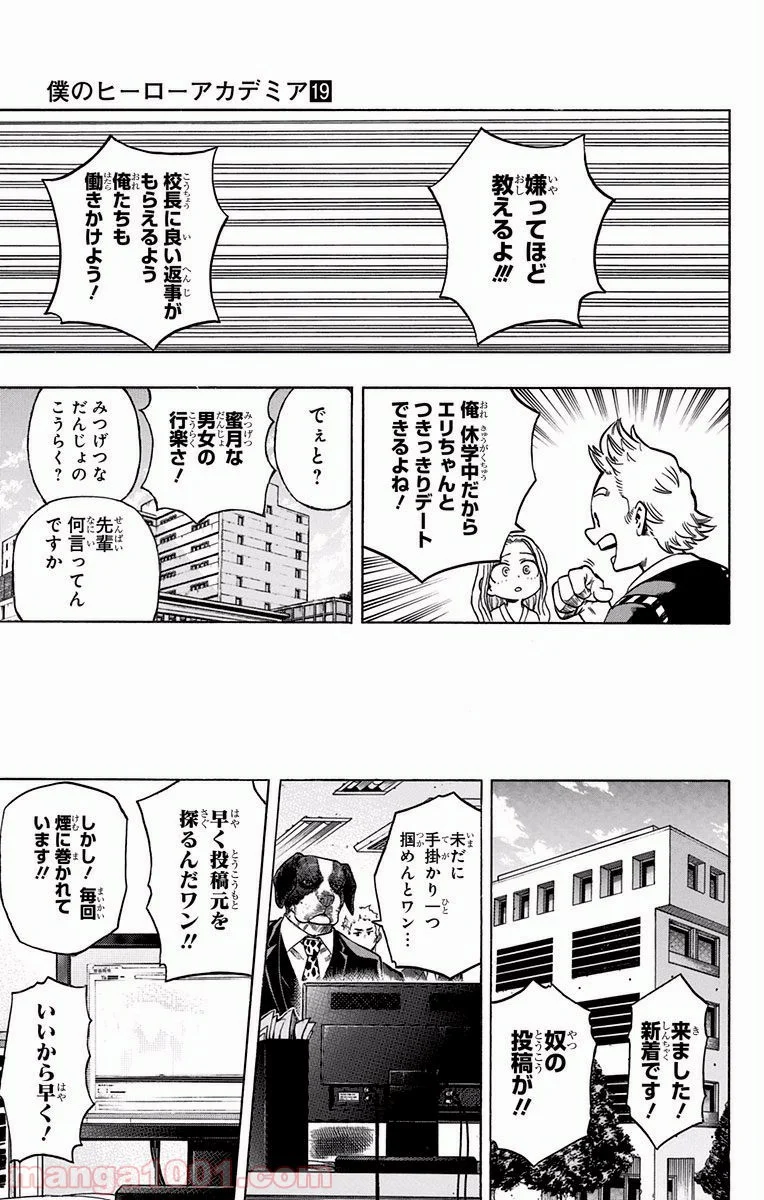 僕のヒーローアカデミア19
嫌ってほど
教えるよ!!!
校長に良い返事が
もらえるよう
俺たちも
働きかけよう!
俺 休学中だから
エリちゃんと
つきっきりデート
できるよね!
でぇと?
蜜月な
男女の
行楽さ!
みつげつな
だんじょの
こうらく?
先輩
何言ってん
ですか
来ました!
新着です!
奴の
投稿が!!
未だに
手掛かり一つ
掴めんとワン…
早く投稿元を
探るんだワン!!
しかし! 毎回
煙に巻かれて
います!!
いいから早く!
manga1001.com